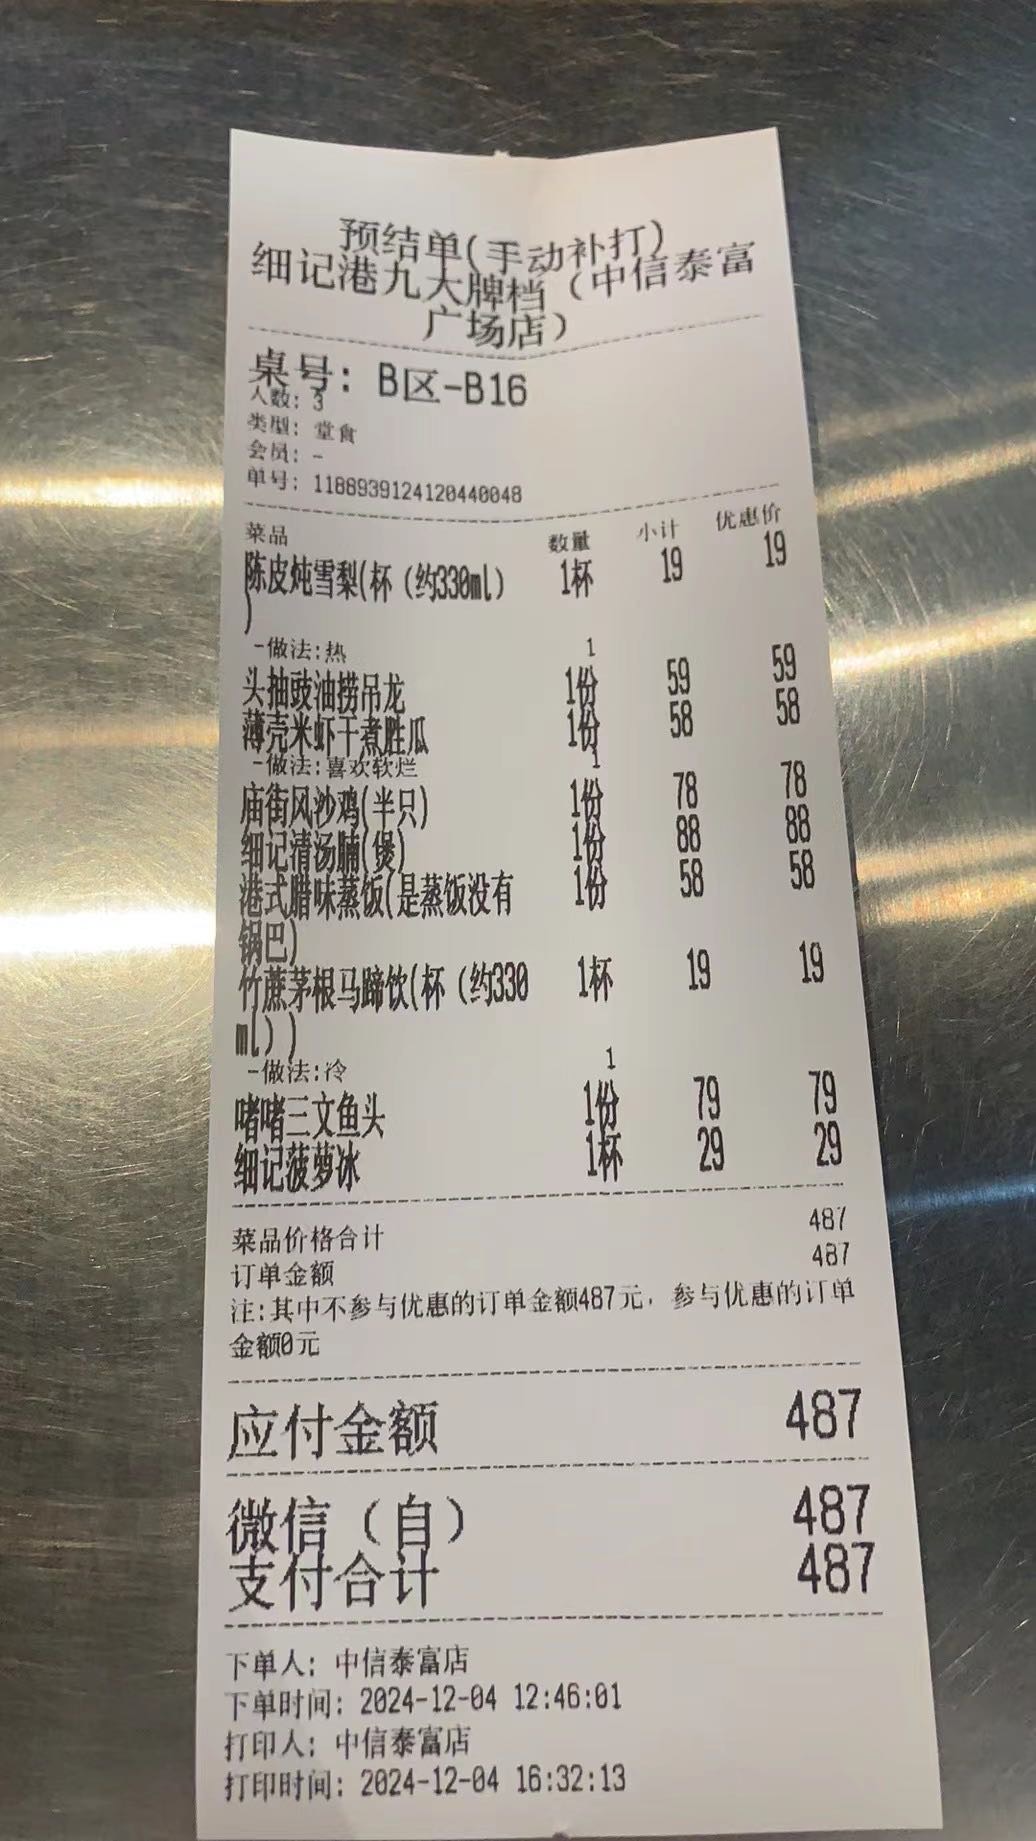 预结单(手动补打)
细记港九大牌档（中信泰富
广场店）
桌号: B区-B16
人数: 3
类型: 堂食
会员: -
单号: 1188939124120440048
菜品 数量 小计 优惠价
陈皮炖雪梨(杯（约330ml） 1杯 19 19
)
-做法:热 1
头抽豉油捞吊龙 1份 59 59
薄壳米虾干煮胜瓜 1份 58 58
-做法:喜欢软烂 1
庙街风沙鸡(半只) 1份 78 78
细记清汤腩(煲) 1份 88 88
港式腊味蒸饭(是蒸饭没有 1份 58 58
锅巴)
竹蔗茅根马蹄饮(杯（约330 1杯 19 19
ml）)
-做法:冷 1
啫啫三文鱼头 1份 79 79
细记菠萝冰 1杯 29 29
菜品价格合计 487
订单金额 487
注:其中不参与优惠的订单金额487元，参与优惠的订单
金额0元
应付金额 487
微信（自） 487
支付合计 487
下单人: 中信泰富店
下单时间: 2024-12-04 12:46:01
打印人: 中信泰富店
打印时间: 2024-12-04 16:32:13